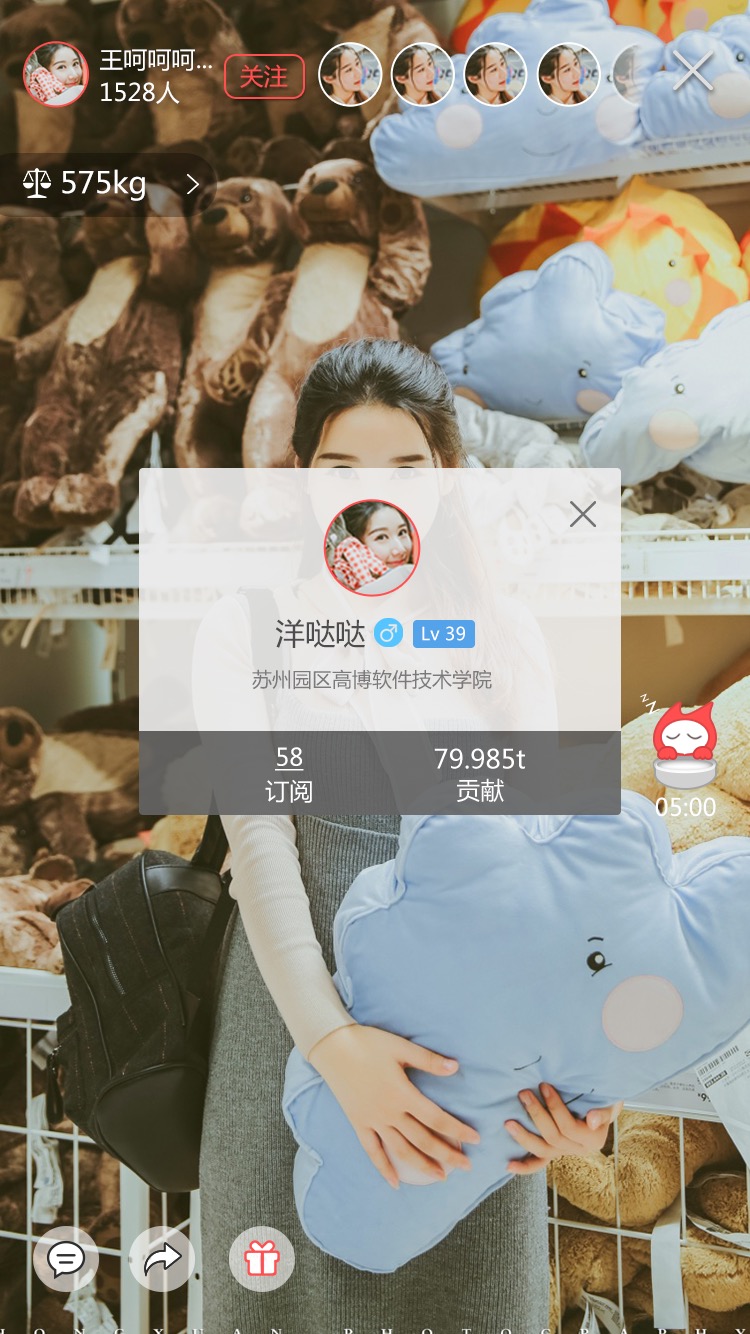 王呵呵呵...
1528人
关注
575kg
洋哒哒 Lv 39
苏州园区高博软件技术学院
58
订阅
79.985t
贡献
z
z
05:00